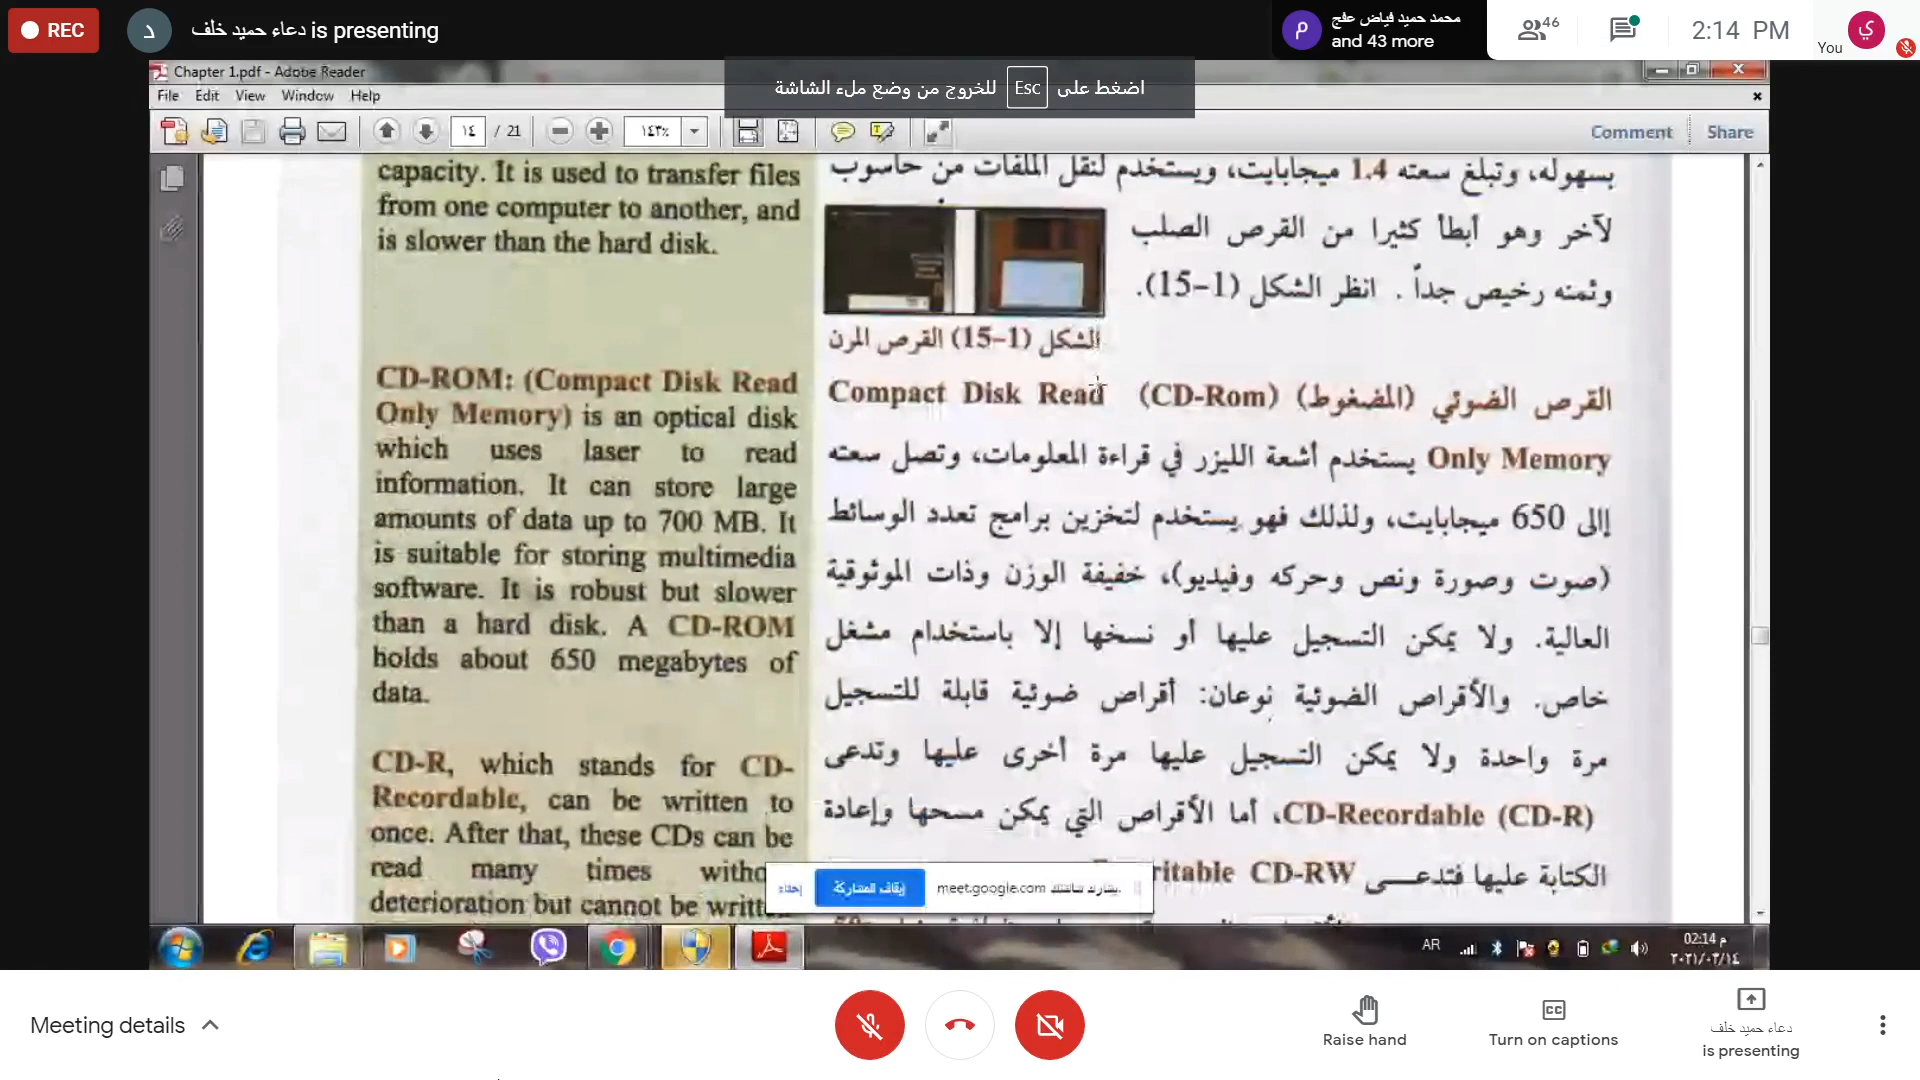 REC
د
دعاء حميد خلف is presenting
م
محمد حميد فياض عفج
and 43 more
46
2:14 PM
You
ي
Chapter 1.pdf - Adobe Reader
اضغط على Esc للخروج من وضع ملء الشاشة
File Edit View Window Help
١٤ / 21
١٤٣٪
Comment Share
capacity. It is used to transfer files
from one computer to another, and
is slower than the hard disk.
CD-ROM: (Compact Disk Read
Only Memory) is an optical disk
which uses laser to read
information. It can store large
amounts of data up to 700 MB. It
is suitable for storing multimedia
software. It is robust but slower
than a hard disk. A CD-ROM
holds about 650 megabytes of
data.
CD-R, which stands for CD-
Recordable, can be written to
once. After that, these CDs can be
read many times witho
deterioration but cannot be writte
بسهوله، وتبلغ سعته 1.4 ميجابايت، ويستخدم لنقل الملفات من حاسوب
لآخر وهو أبطأ كثيرا من القرص الصلب
وثمنه رخيص جداً . انظر الشكل (1-15).
الشكل (1-15) القرص المرن
القرص الضوئي (المضغوط) (CD-Rom) Compact Disk Read
Only Memory يستخدم أشعة الليزر في قراءة المعلومات، وتصل سعته
إالى 650 ميجابايت، ولذلك فهو يستخدم لتخزين برامج تعدد الوسائط
(صوت وصورة ونص وحركه وفيديو)، خفيفة الوزن وذات الموثوقية
العالية. ولا يمكن التسجيل عليها أو نسخها إلا باستخدام مشغل
خاص. والأقراص الضوئية نوعان: أقراص ضوئية قابلة للتسجيل
مرة واحدة ولا يمكن التسجيل عليها مرة أخرى عليها وتدعى
CD-Recordable (CD-R)، أما الأقراص التي يمكن مسحها وإعادة
الكتابة عليها فتدعى ritable CD-RW
meet.google.com
إيقاف المشاركة
إخفاء
AR
02:14 م
٢٠٢١/٠٣/١٤
Meeting details
Raise hand
Turn on captions
دعاء حميد خلف
is presenting